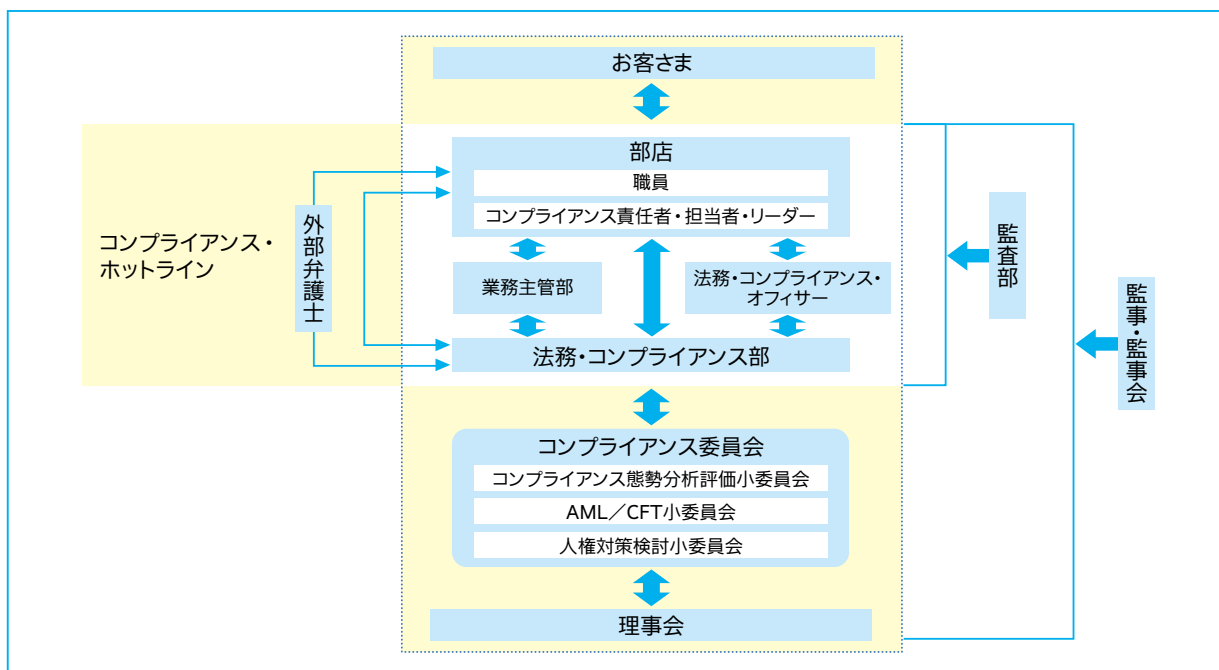 お客さま
部店
職員
コンプライアンス責任者・担当者・リーダー
コンプライアンス・
ホットライン
外部弁護士
業務主管部
法務・コンプライアンス・
オフィサー
監査部
監事・監事会
法務・コンプライアンス部
コンプライアンス委員会
コンプライアンス態勢分析評価小委員会
AML／CFT小委員会
人権対策検討小委員会
理事会